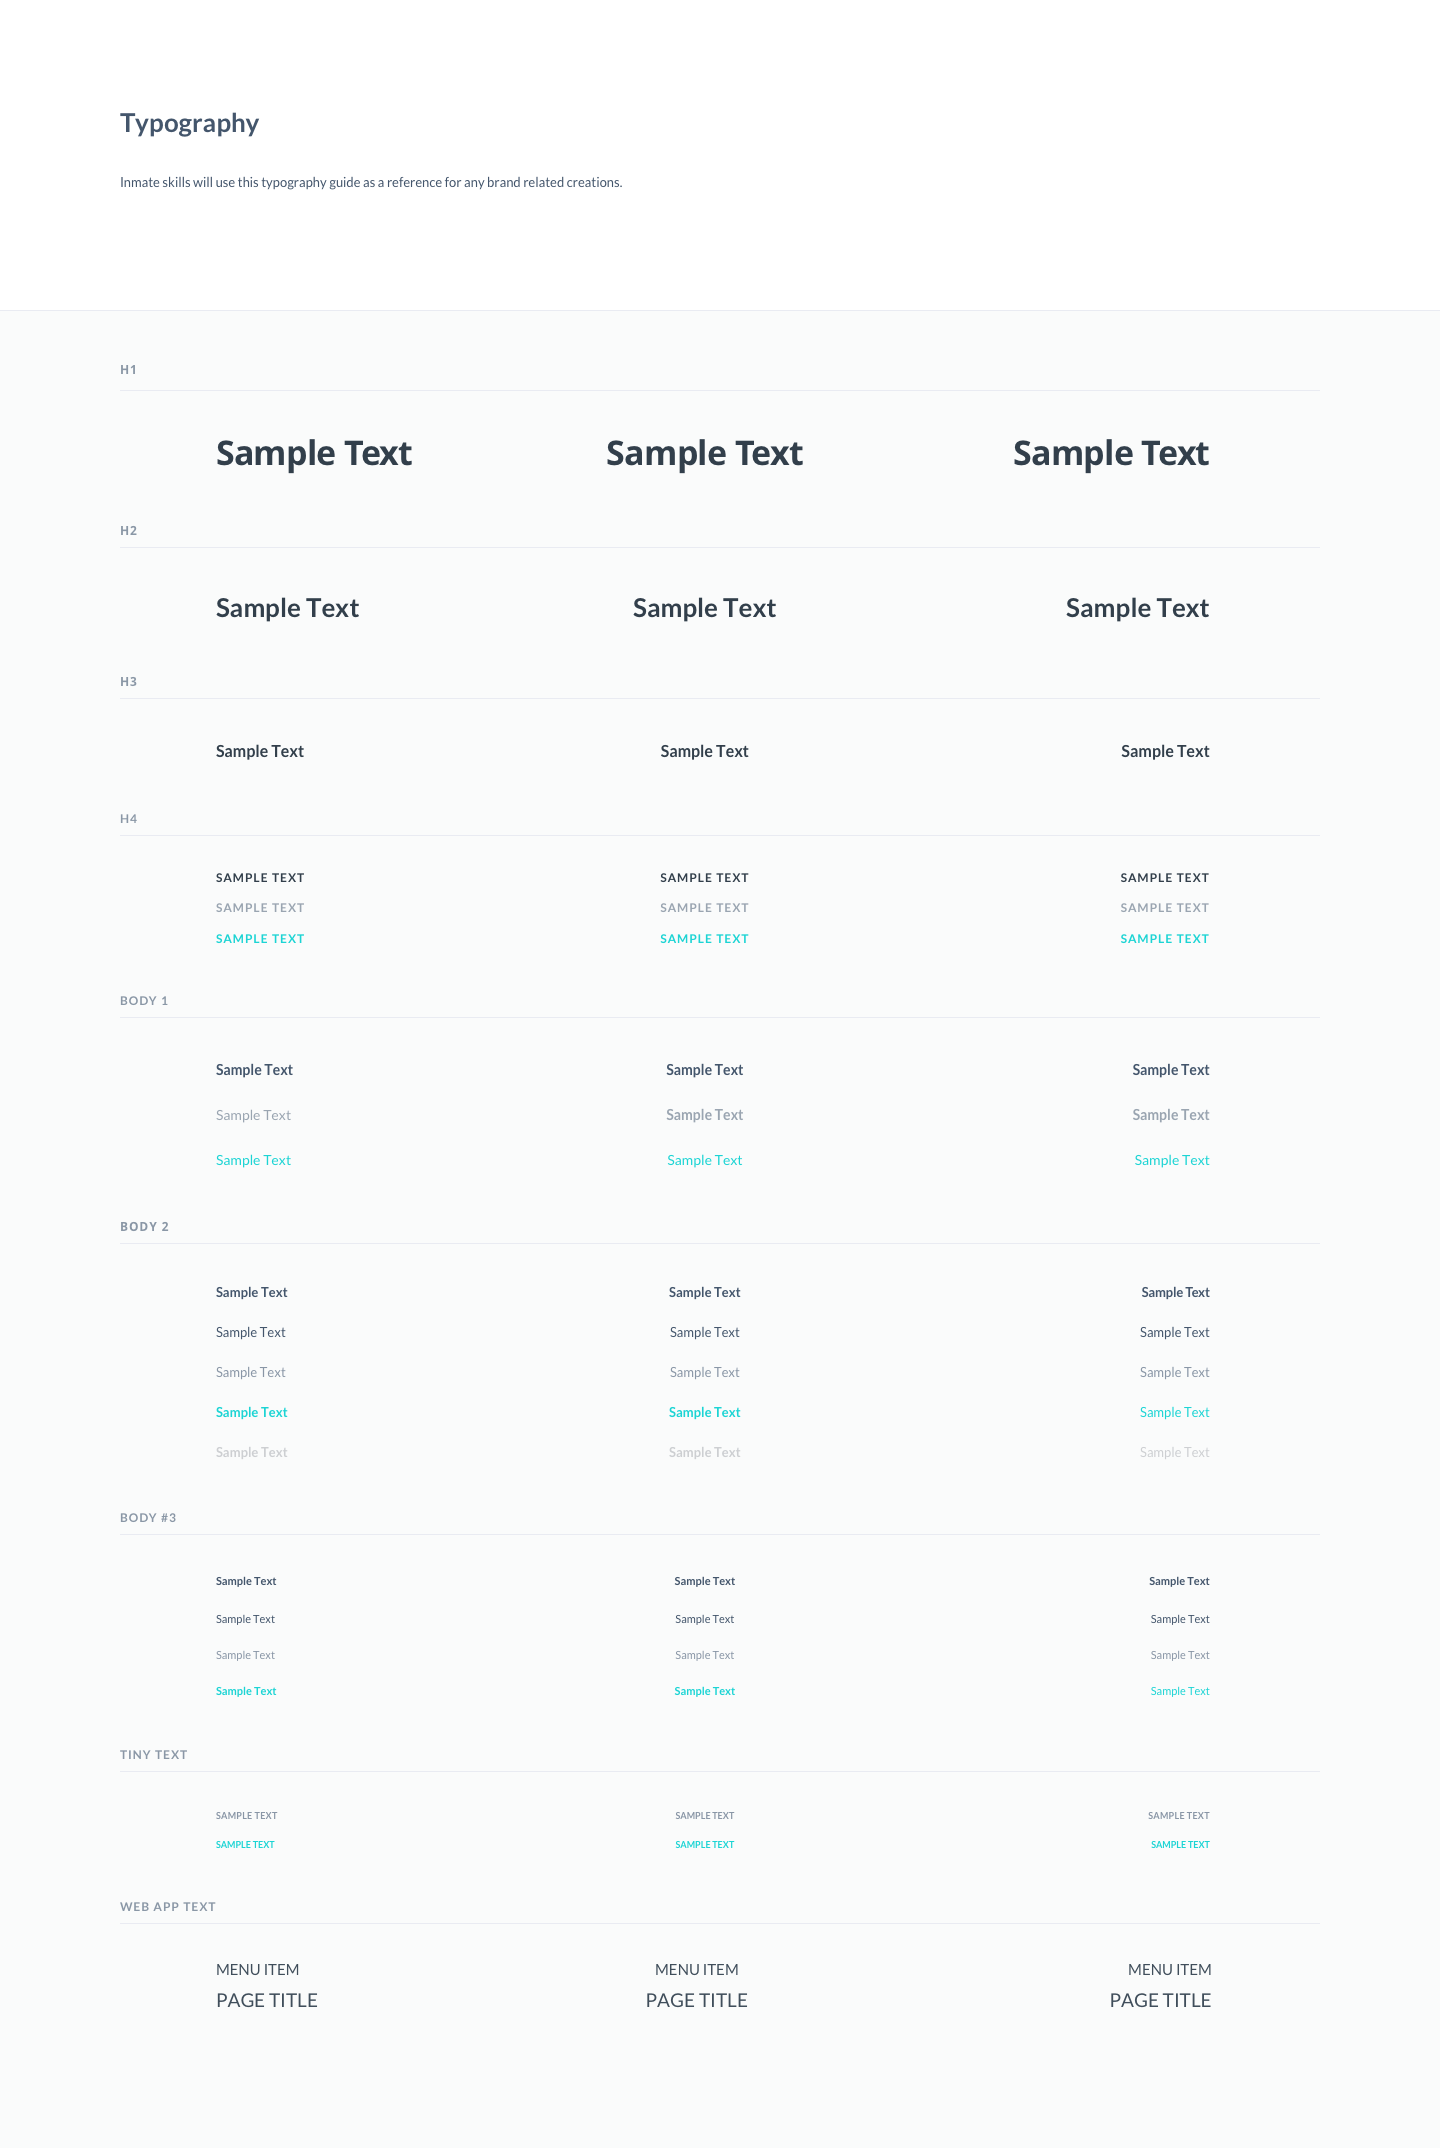 Typography
Inmate skills will use this typography guide as a reference for any brand related creations.
H1
Sample Text Sample Text Sample Text
H2
Sample Text Sample Text Sample Text
H3
Sample Text Sample Text Sample Text
H4
SAMPLE TEXT SAMPLE TEXT SAMPLE TEXT
SAMPLE TEXT SAMPLE TEXT SAMPLE TEXT
SAMPLE TEXT SAMPLE TEXT SAMPLE TEXT
BODY 1
Sample Text Sample Text Sample Text
Sample Text Sample Text Sample Text
Sample Text Sample Text Sample Text
BODY 2
Sample Text Sample Text Sample Text
Sample Text Sample Text Sample Text
Sample Text Sample Text Sample Text
Sample Text Sample Text Sample Text
Sample Text Sample Text Sample Text
BODY #3
Sample Text Sample Text Sample Text
Sample Text Sample Text Sample Text
Sample Text Sample Text Sample Text
Sample Text Sample Text Sample Text
TINY TEXT
SAMPLE TEXT SAMPLE TEXT SAMPLE TEXT
SAMPLE TEXT SAMPLE TEXT SAMPLE TEXT
WEB APP TEXT
MENU ITEM MENU ITEM MENU ITEM
PAGE TITLE PAGE TITLE PAGE TITLE